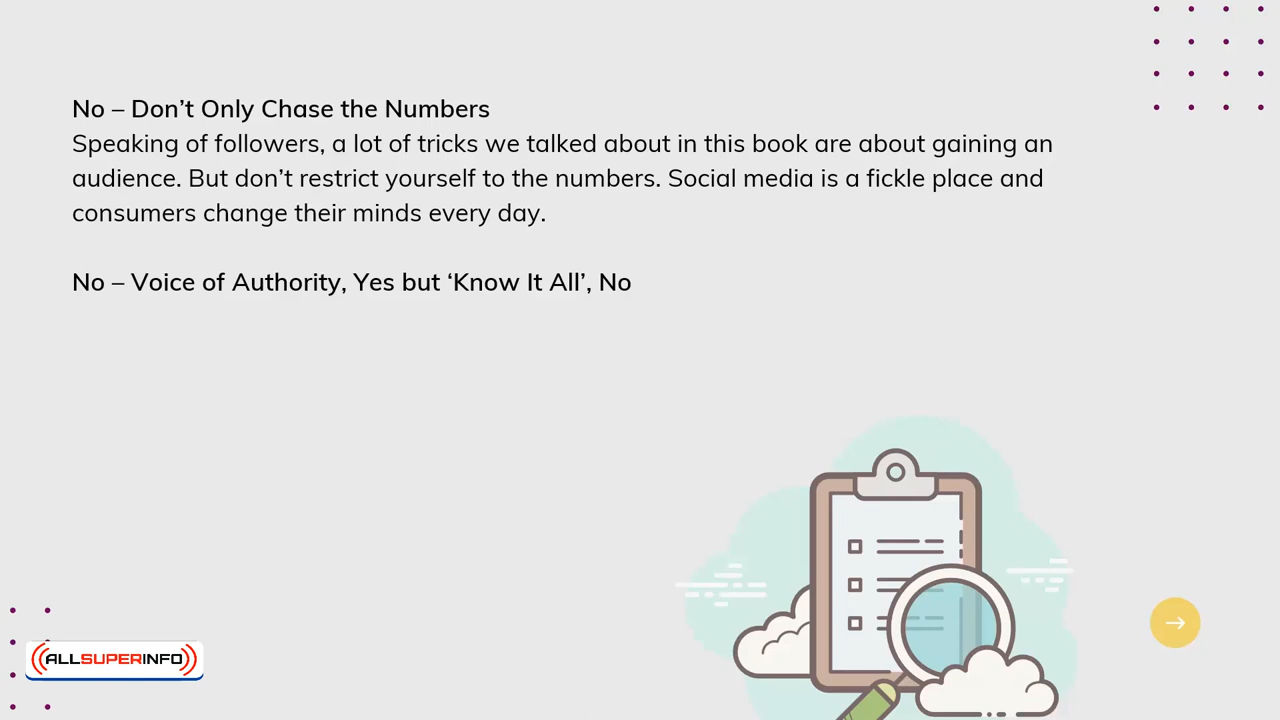 No – Don’t Only Chase the Numbers
Speaking of followers, a lot of tricks we talked about in this book are about gaining an
audience. But don’t restrict yourself to the numbers. Social media is a fickle place and
consumers change their minds every day.
No – Voice of Authority, Yes but ‘Know It All’, No
ALLSUPERINFO